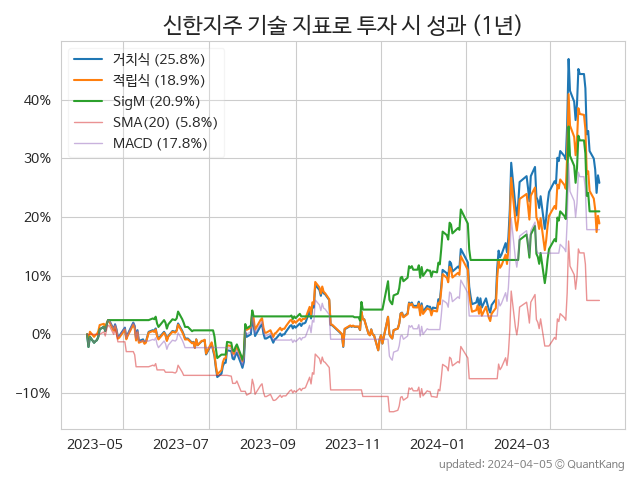 신한지주 기술 지표로 투자 시 성과 (1년)
거치식 (25.8%)
적립식 (18.9%)
SigM (20.9%)
SMA(20) (5.8%)
MACD (17.8%)
40%
30%
20%
10%
0%
−10%
2023-05 2023-07 2023-09 2023-11 2024-01 2024-03
updated: 2024-04-05 © QuantKang